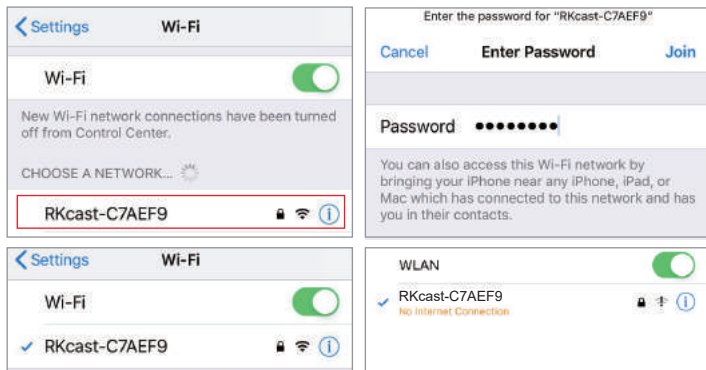 Settings Wi-Fi
Wi-Fi
New Wi-Fi network connections have been turned
off from Control Center.
CHOOSE A NETWORK...
RKcast-C7AEF9
Enter the password for "RKcast-C7AEF9"
Cancel Enter Password Join
Password ••••••••
You can also access this Wi-Fi network by
bringing your iPhone near any iPhone, iPad, or
Mac which has connected to this network and has
you in their contacts.
Settings Wi-Fi
Wi-Fi
RKcast-C7AEF9
WLAN
RKcast-C7AEF9
No Internet Connection